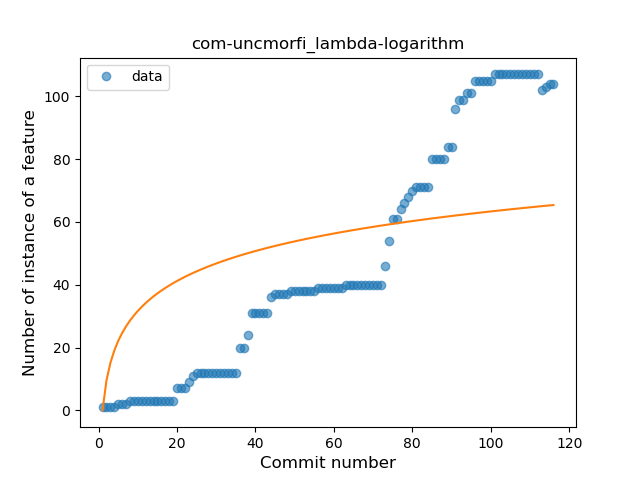 com-uncmorfi_lambda-logarithm
data
Number of instance of a feature
100
80
60
40
20
0
0 20 40 60 80 100 120
Commit number